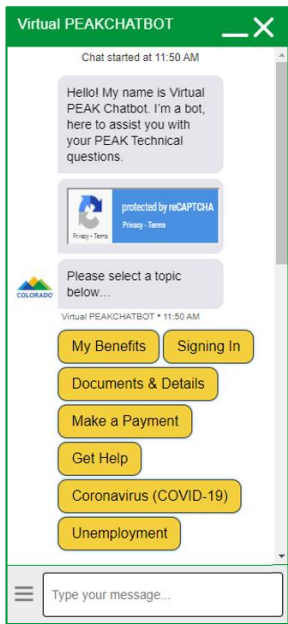 Virtual PEAKCHATBOT
Chat started at 11:50 AM
Hello! My name is Virtual
PEAK Chatbot. I'm a bot,
here to assist you with
your PEAK Technical
questions.
protected by reCAPTCHA
Privacy - Terms
Privacy • Terms
Please select a topic
below…
COLORADO
Virtual PEAKCHATBOT • 11:50 AM
My Benefits
Signing In
Documents & Details
Make a Payment
Get Help
Coronavirus (COVID-19)
Unemployment
Type your message...